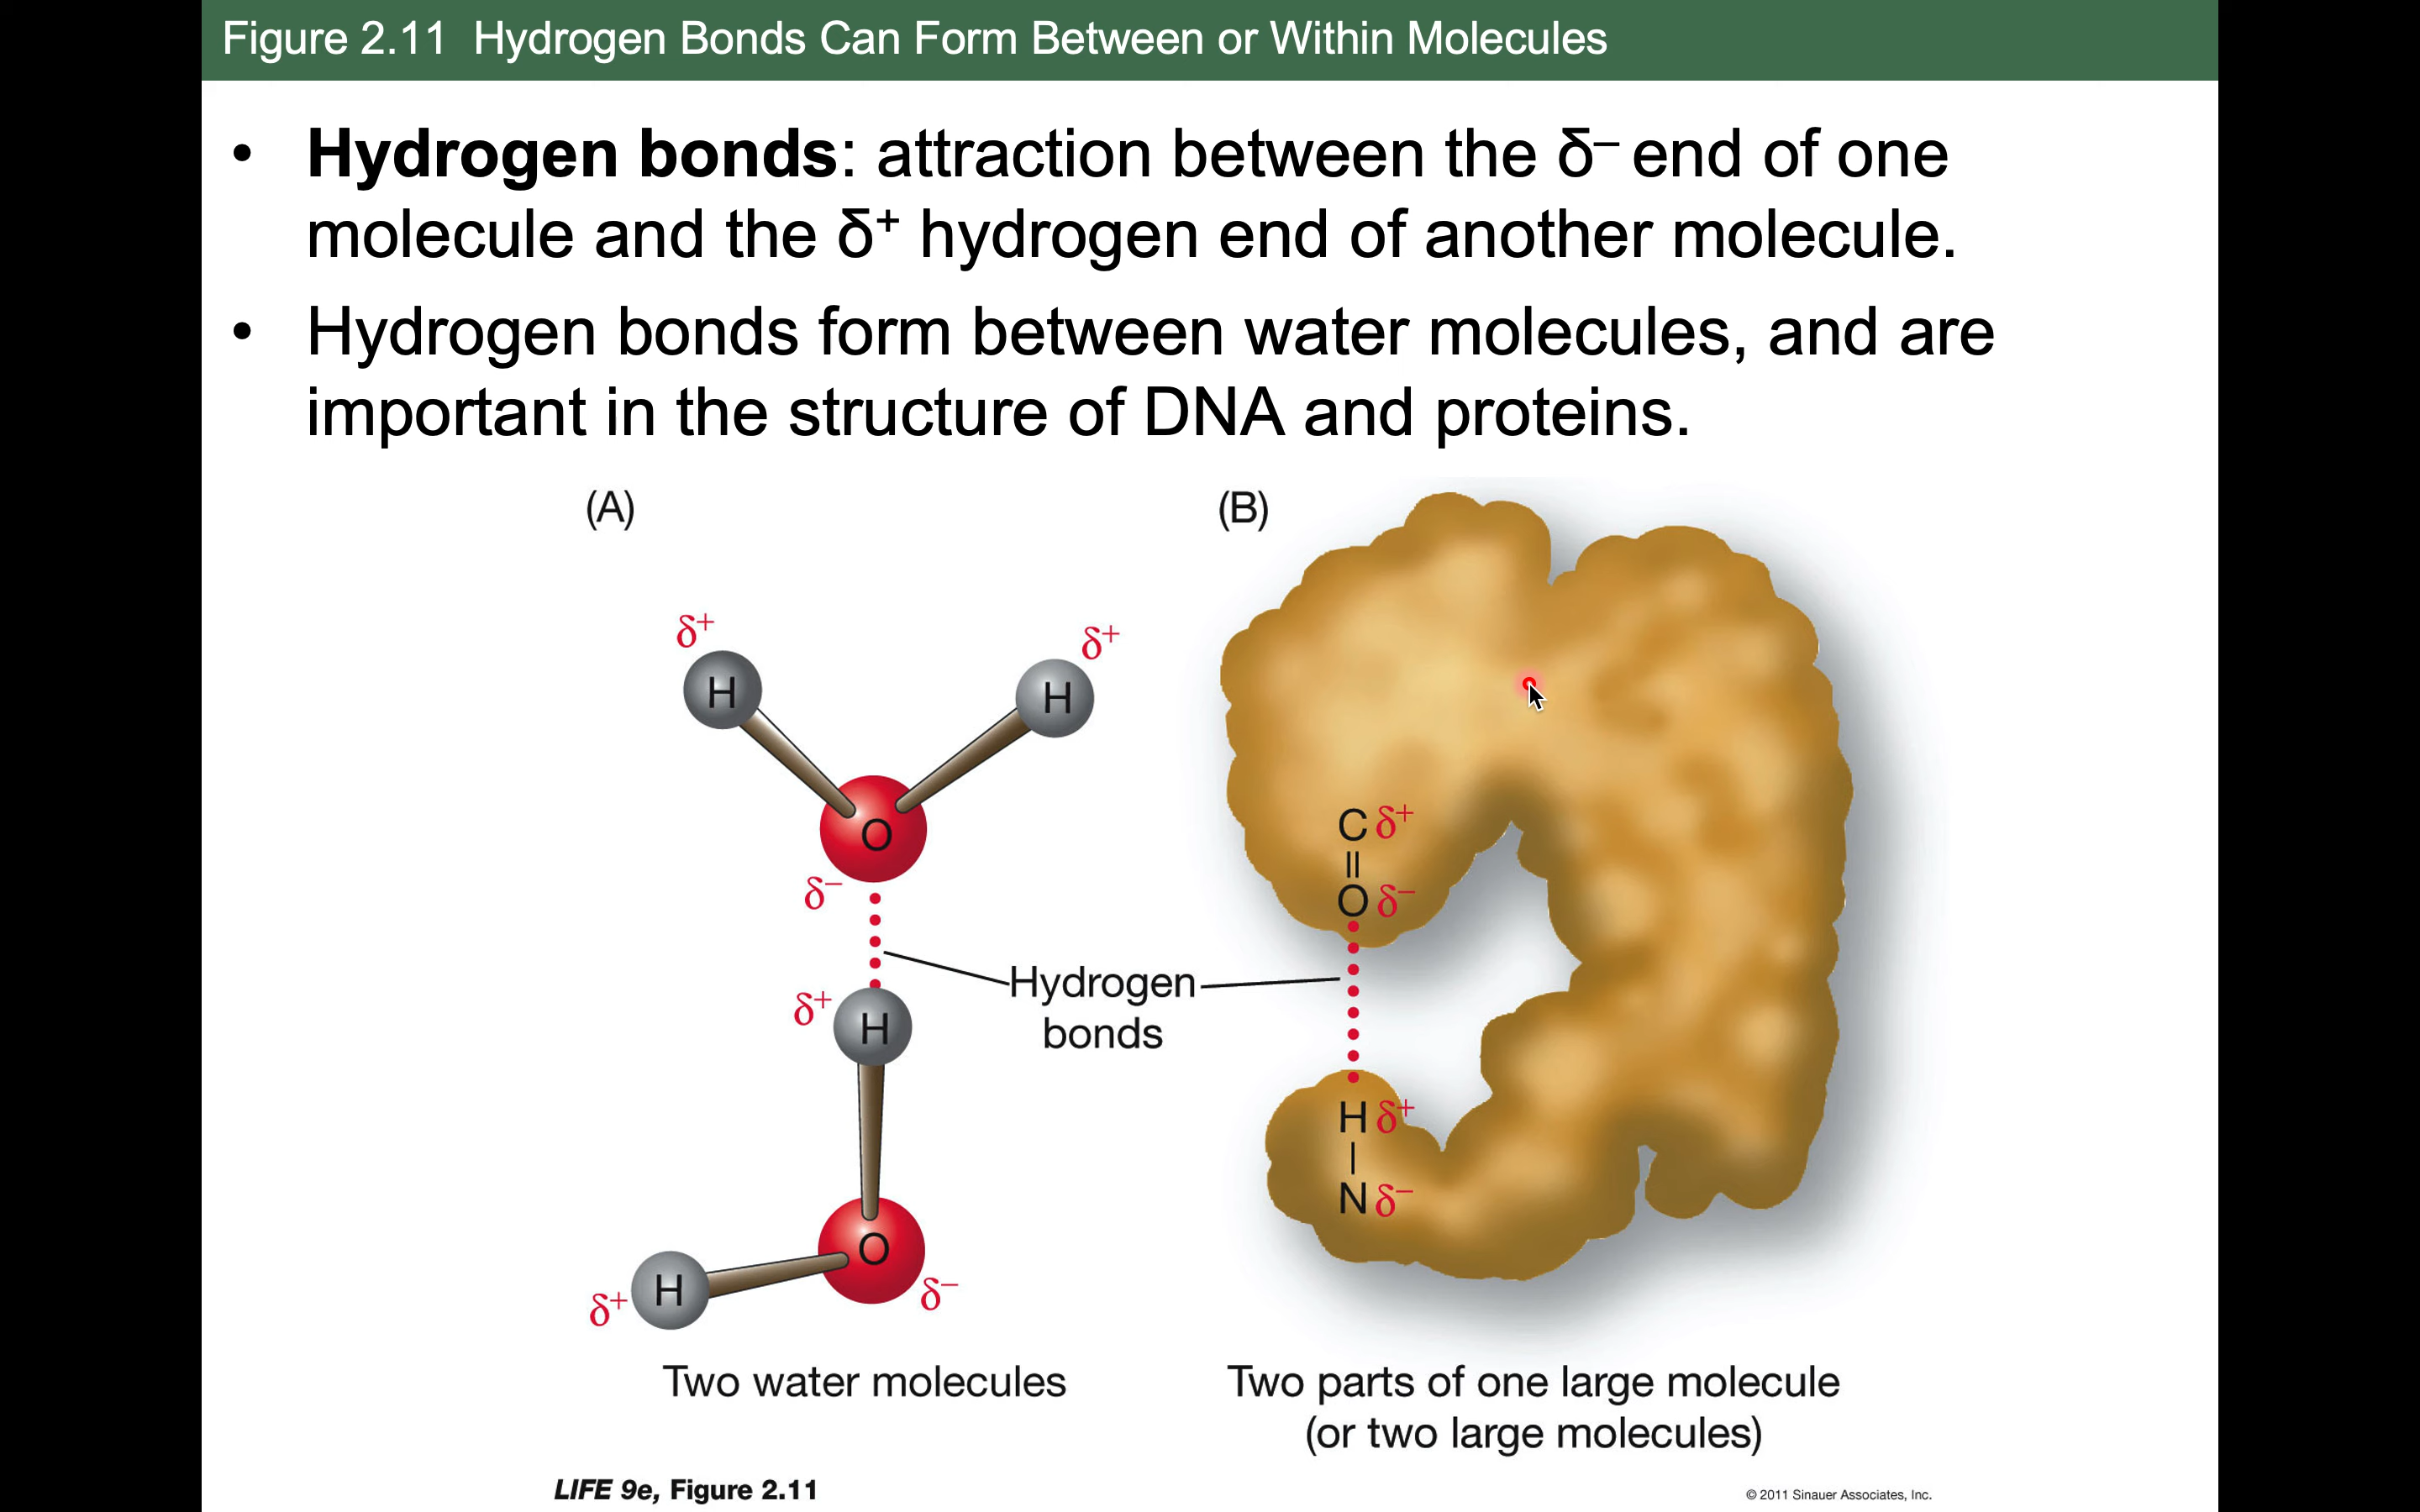 Figure 2.11 Hydrogen Bonds Can Form Between or Within Molecules
• Hydrogen bonds: attraction between the δ– end of one
molecule and the δ+ hydrogen end of another molecule.
• Hydrogen bonds form between water molecules, and are
important in the structure of DNA and proteins.
(A)
δ+
H
δ+
H
O
δ–
δ+
H
O
δ–
δ+
H
Two water molecules
Hydrogen
bonds
(B)
C δ+
||
O δ–
H δ+
|
N δ–
Two parts of one large molecule
(or two large molecules)
LIFE 9e, Figure 2.11
© 2011 Sinauer Associates, Inc.